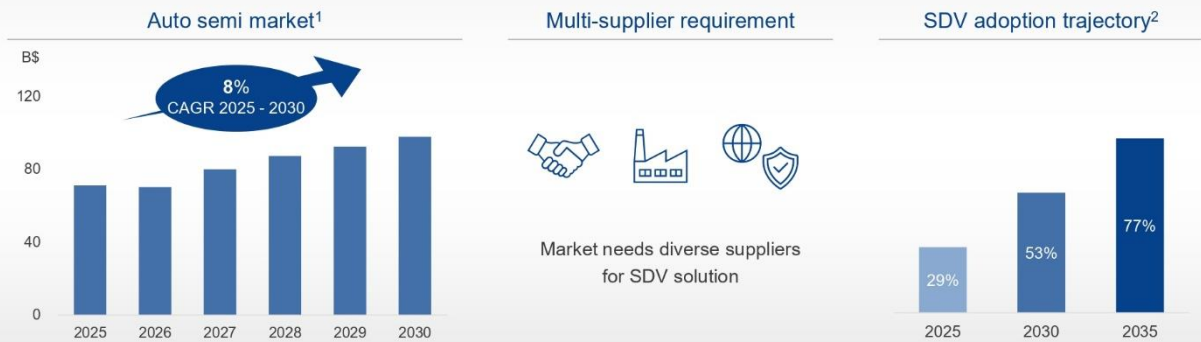 Auto semi market¹
B$
120
80
40
0
8%
CAGR 2025 - 2030
2025 2026 2027 2028 2029 2030
Multi-supplier requirement
Market needs diverse suppliers
for SDV solution
SDV adoption trajectory²
29%
53%
77%
2025 2030 2035